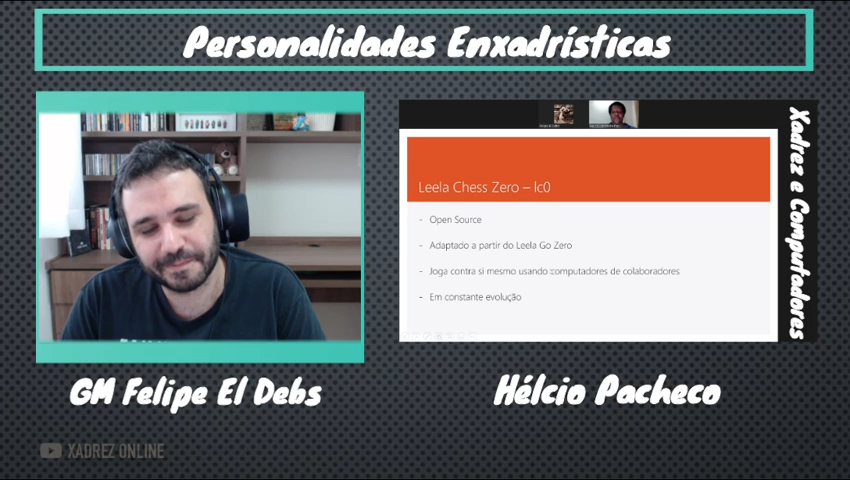 Personalidades Enxadrísticas
Xadrez e Computadores
Leela Chess Zero – lc0
- Open Source
- Adaptado a partir do Leela Go Zero
- Joga contra si mesmo usando computadores de colaboradores
- Em constante evolução
GM Felipe El Debs
Hélcio Pacheco
XADREZ ONLINE